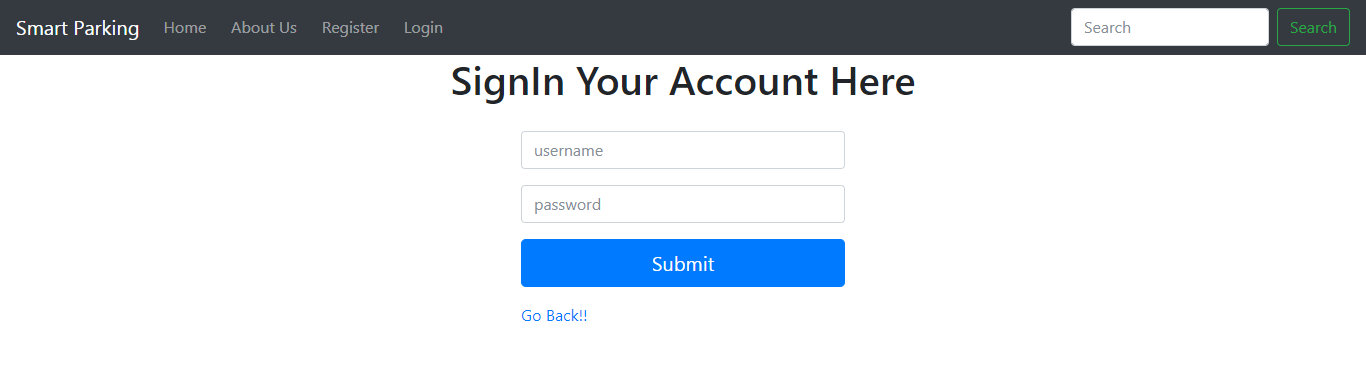 Smart Parking Home About Us Register Login Search Search
SignIn Your Account Here
username
password
Submit
Go Back!!